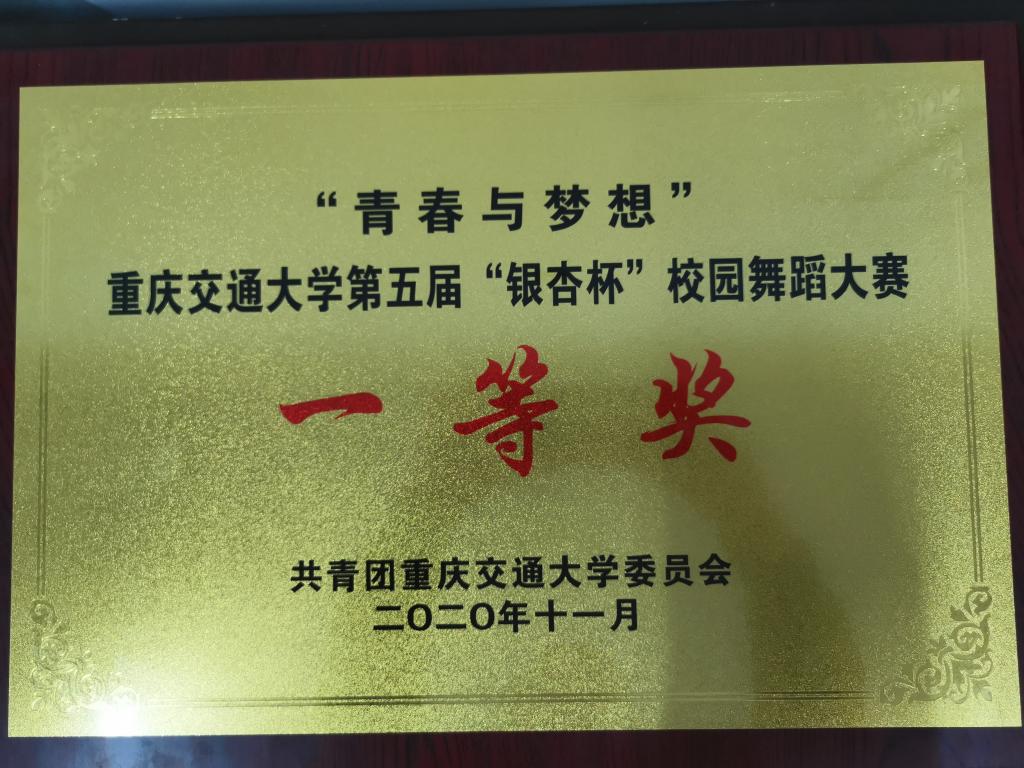 “青春与梦想”
重庆交通大学第五届“银杏杯”校园舞蹈大赛
一等奖
共青团重庆交通大学委员会
二〇二〇年十一月